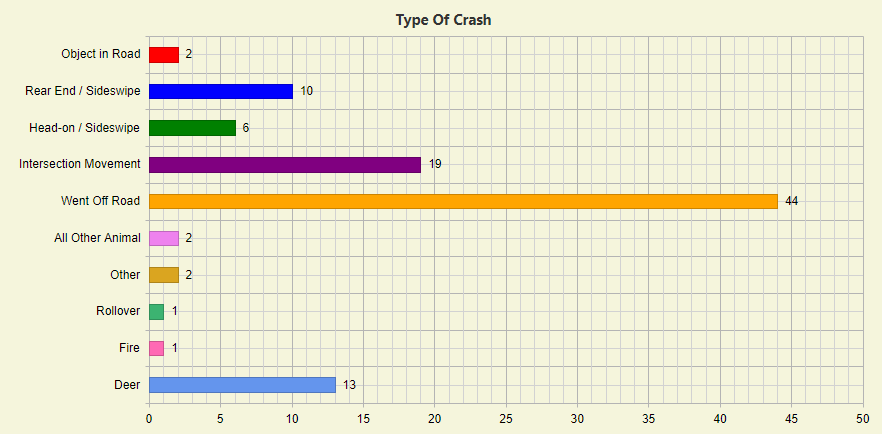 Type Of Crash
Object in Road 2
Rear End / Sideswipe 10
Head-on / Sideswipe 6
Intersection Movement 19
Went Off Road 44
All Other Animal 2
Other 2
Rollover 1
Fire 1
Deer 13
0 5 10 15 20 25 30 35 40 45 50